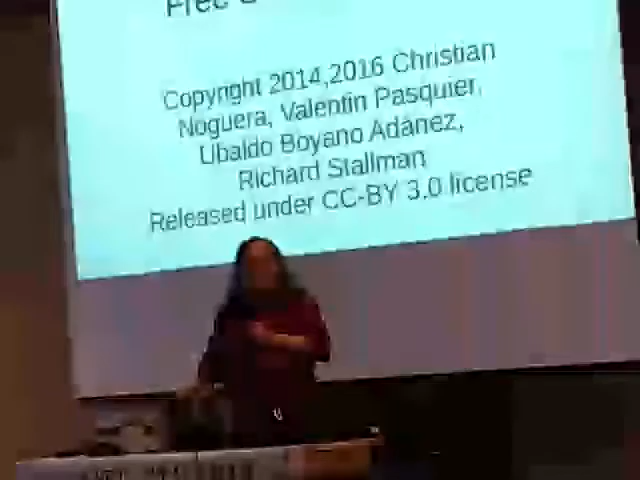 Free
Copyright 2014,2016 Christian
Noguera, Valentin Pasquier,
Ubaldo Boyano Adánez,
Richard Stallman
Released under CC-BY 3.0 license